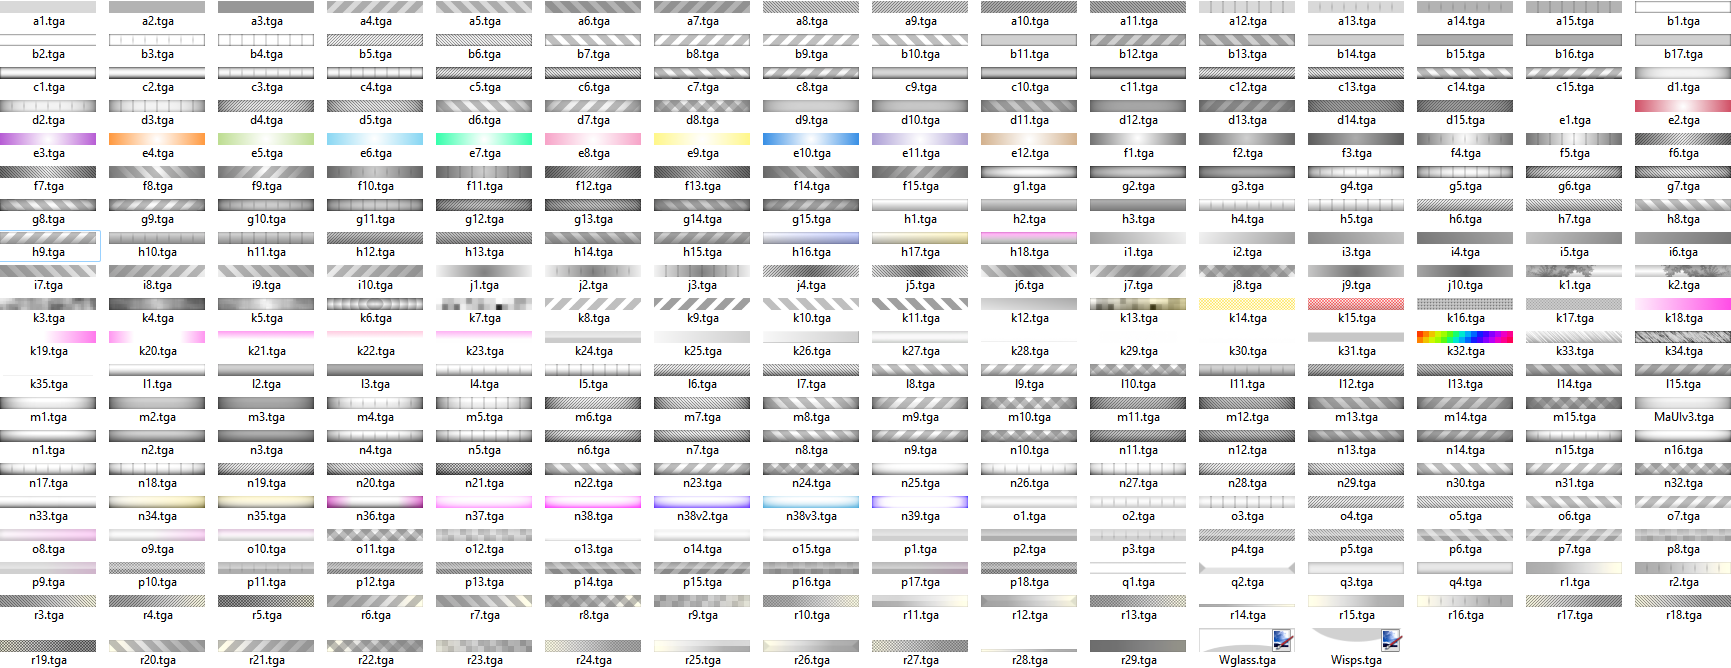 a1.tga a2.tga a3.tga a4.tga a5.tga a6.tga a7.tga a8.tga a9.tga a10.tga a11.tga a12.tga a13.tga a14.tga a15.tga b1.tga
b2.tga b3.tga b4.tga b5.tga b6.tga b7.tga b8.tga b9.tga b10.tga b11.tga b12.tga b13.tga b14.tga b15.tga b16.tga b17.tga
c1.tga c2.tga c3.tga c4.tga c5.tga c6.tga c7.tga c8.tga c9.tga c10.tga c11.tga c12.tga c13.tga c14.tga c15.tga d1.tga
d2.tga d3.tga d4.tga d5.tga d6.tga d7.tga d8.tga d9.tga d10.tga d11.tga d12.tga d13.tga d14.tga d15.tga e1.tga e2.tga
e3.tga e4.tga e5.tga e6.tga e7.tga e8.tga e9.tga e10.tga e11.tga e12.tga f1.tga f2.tga f3.tga f4.tga f5.tga f6.tga
f7.tga f8.tga f9.tga f10.tga f11.tga f12.tga f13.tga f14.tga f15.tga g1.tga g2.tga g3.tga g4.tga g5.tga g6.tga g7.tga
g8.tga g9.tga g10.tga g11.tga g12.tga g13.tga g14.tga g15.tga h1.tga h2.tga h3.tga h4.tga h5.tga h6.tga h7.tga h8.tga
h9.tga h10.tga h11.tga h12.tga h13.tga h14.tga h15.tga h16.tga h17.tga h18.tga i1.tga i2.tga i3.tga i4.tga i5.tga i6.tga
i7.tga i8.tga i9.tga i10.tga j1.tga j2.tga j3.tga j4.tga j5.tga j6.tga j7.tga j8.tga j9.tga j10.tga k1.tga k2.tga
k3.tga k4.tga k5.tga k6.tga k7.tga k8.tga k9.tga k10.tga k11.tga k12.tga k13.tga k14.tga k15.tga k16.tga k17.tga k18.tga
k19.tga k20.tga k21.tga k22.tga k23.tga k24.tga k25.tga k26.tga k27.tga k28.tga k29.tga k30.tga k31.tga k32.tga k33.tga k34.tga
k35.tga l1.tga l2.tga l3.tga l4.tga l5.tga l6.tga l7.tga l8.tga l9.tga l10.tga l11.tga l12.tga l13.tga l14.tga l15.tga
m1.tga m2.tga m3.tga m4.tga m5.tga m6.tga m7.tga m8.tga m9.tga m10.tga m11.tga m12.tga m13.tga m14.tga m15.tga MaUIv3.tga
n1.tga n2.tga n3.tga n4.tga n5.tga n6.tga n7.tga n8.tga n9.tga n10.tga n11.tga n12.tga n13.tga n14.tga n15.tga n16.tga
n17.tga n18.tga n19.tga n20.tga n21.tga n22.tga n23.tga n24.tga n25.tga n26.tga n27.tga n28.tga n29.tga n30.tga n31.tga n32.tga
n33.tga n34.tga n35.tga n36.tga n37.tga n38.tga n38v2.tga n38v3.tga n39.tga o1.tga o2.tga o3.tga o4.tga o5.tga o6.tga o7.tga
o8.tga o9.tga o10.tga o11.tga o12.tga o13.tga o14.tga o15.tga p1.tga p2.tga p3.tga p4.tga p5.tga p6.tga p7.tga p8.tga
p9.tga p10.tga p11.tga p12.tga p13.tga p14.tga p15.tga p16.tga p17.tga p18.tga q1.tga q2.tga q3.tga q4.tga r1.tga r2.tga
r3.tga r4.tga r5.tga r6.tga r7.tga r8.tga r9.tga r10.tga r11.tga r12.tga r13.tga r14.tga r15.tga r16.tga r17.tga r18.tga
r19.tga r20.tga r21.tga r22.tga r23.tga r24.tga r25.tga r26.tga r27.tga r28.tga r29.tga Wglass.tga Wisps.tga